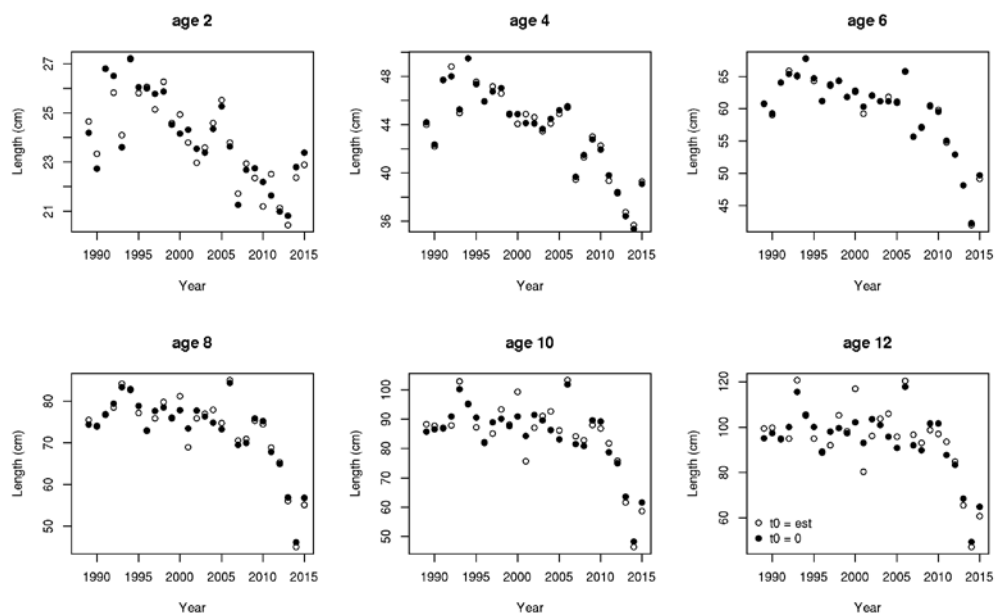 age 2
age 4
age 6
Length (cm)
27
25
23
21
1990 1995 2000 2005 2010 2015
Year
Length (cm)
48
44
40
36
1990 1995 2000 2005 2010 2015
Year
Length (cm)
65
60
55
50
45
1990 1995 2000 2005 2010 2015
Year
age 8
age 10
age 12
Length (cm)
80
70
60
50
1990 1995 2000 2005 2010 2015
Year
Length (cm)
100
90
80
70
60
50
1990 1995 2000 2005 2010 2015
Year
Length (cm)
120
100
80
60
t0 = est
t0 = 0
1990 1995 2000 2005 2010 2015
Year